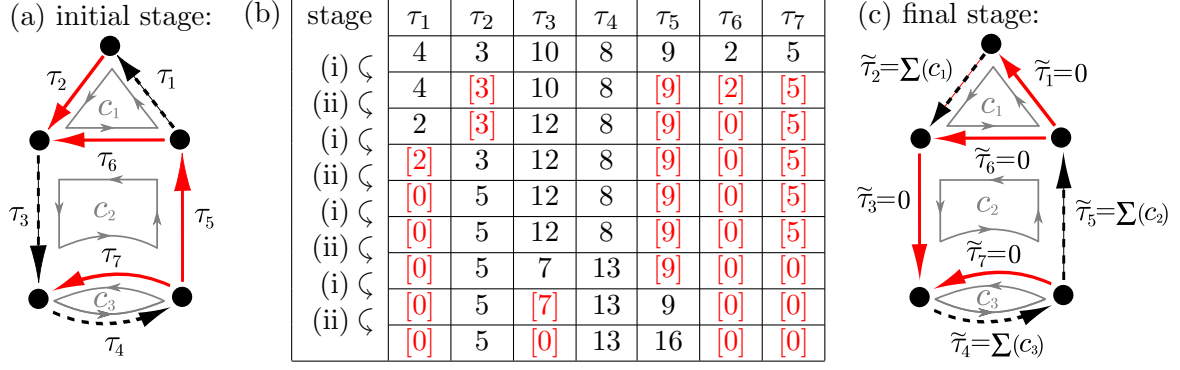 (a) initial stage:
τ₂
τ₁
c₁
τ₆
τ₃
c₂
τ₅
τ₇
c₃
τ₄
(b)
stage τ₁ τ₂ τ₃ τ₄ τ₅ τ₆ τ₇
4 3 10 8 9 2 5
(i)
4 [3] 10 8 [9] [2] [5]
(ii)
2 [3] 12 8 [9] [0] [5]
(i)
[2] 3 12 8 [9] [0] [5]
(ii)
[0] 5 12 8 [9] [0] [5]
(i)
[0] 5 12 8 [9] [0] [5]
(ii)
[0] 5 7 13 [9] [0] [0]
(i)
[0] 5 [7] 13 9 [0] [0]
(ii)
[0] 5 [0] 13 16 [0] [0]
(c) final stage:
τ̃₂=∑(c₁)
τ̃₁=0
c₁
τ̃₆=0
τ̃₃=0
c₂
τ̃₅=∑(c₂)
τ̃₇=0
c₃
τ̃₄=∑(c₃)